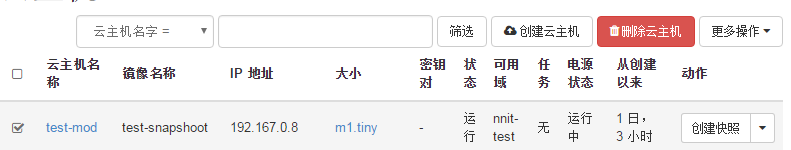 云主机名字 = 筛选 创建云主机 删除云主机 更多操作
云主机名称 镜像名称 IP 地址 大小 密钥对 状态 可用域 任务 电源状态 从创建以来 动作
test-mod test-snapshoot 192.167.0.8 m1.tiny - 运行 nnit-test 无 运行中 1 日，3 小时 创建快照